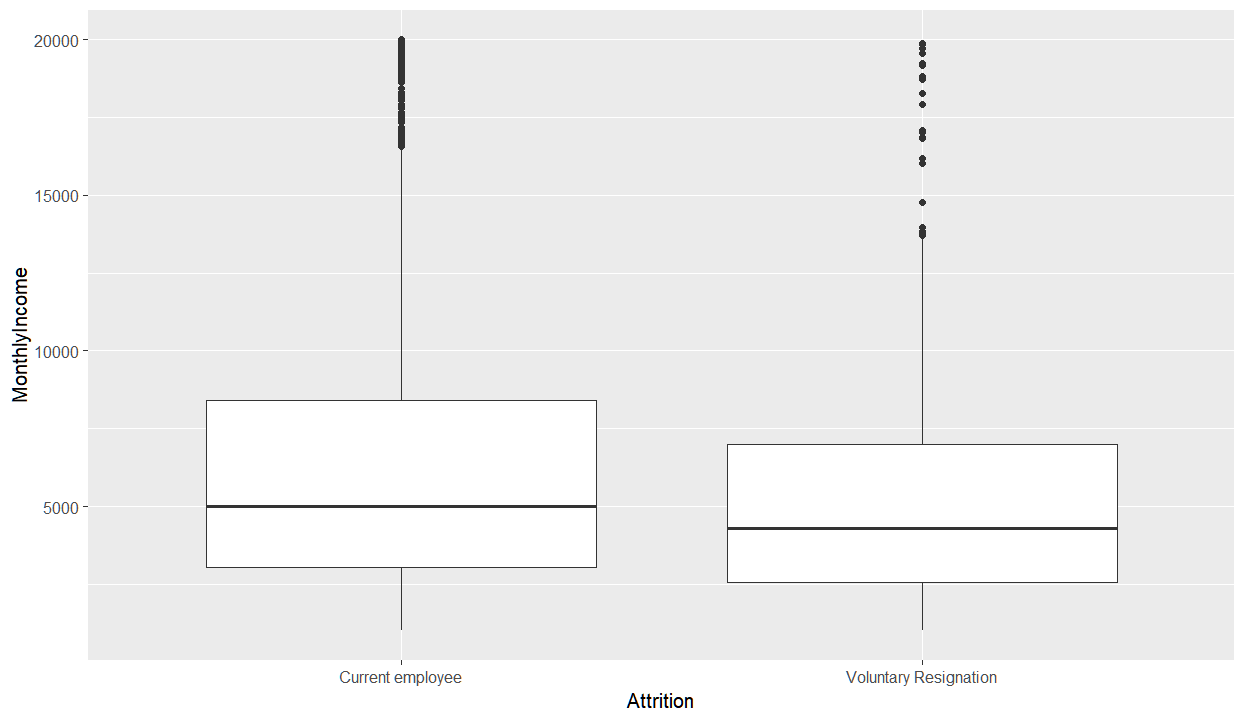 20000
15000
10000
5000
MonthlyIncome
Current employee
Voluntary Resignation
Attrition